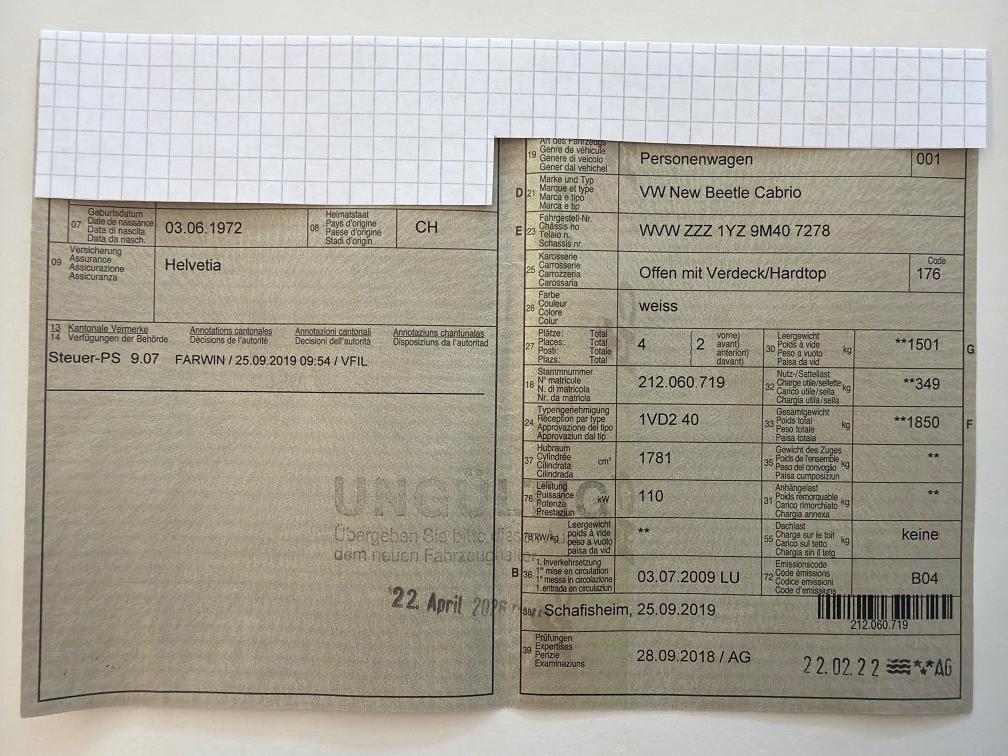 07 Geburtsdatum
Date de naissance
Data di nascita
Data da nasch.
03.06.1972
08 Heimatstaat
Pays d'origine
Paese d'origine
Stadi d'origin
CH
09 Versicherung
Assurance
Assicurazione
Assicuranza
Helvetia
13 Kantonale Vermerke Annotations cantonales Annotazioni cantonali Annotaziuns chantunalas
14 Verfügungen der Behörde Décisions de l'autorité Decisioni dell'autorità Disposiziuns da l'autoritad
Steuer-PS 9.07 FARWIN / 25.09.2019 09:54 / VFIL
Übergeben Sie bitte
dem neuen
22. April
19 Art des Fahrzeugs
Genre de véhicule
Genere di veicolo
Gener dal vehichel
Personenwagen 001
D 21 Marke und Typ
Marque et type
Marca e tipo
Marca e tip
VW New Beetle Cabrio
E 23 Fahrgestell-Nr.
Châssis no
Telaio n.
Schassis nr.
WVW ZZZ 1YZ 9M40 7278
25 Karosserie
Carrosserie
Carrozzeria
Carossaria
Offen mit Verdeck/Hardtop
Code
176
26 Farbe
Couleur
Colore
Colur
weiss
27 Plätze: Total
Places: Total
Posti: Totale
Plazs: Total
4 2 vorne)
avant)
anteriori)
davant)
30 Leergewicht
Poids à vide
Peso a vuoto
Paisa da vid
kg
**1501 G
18 Stammnummer
N° matricule
N. di matricola
Nr. da matricla
212.060.719
32 Nutz-/Sattellast
Charge utile/sellette
Carico utile/sella
Chargia utila/sella
kg
**349
24 Typengenehmigung
Réception par type
Approvazione del tipo
Approvaziun dal tip
1VD2 40
33 Gesamtgewicht
Poids total
Peso totale
Paisa totala
kg
**1850 F
37 Hubraum
Cylindrée
Cilindrata
Cilindrada
cm³
1781
35 Gewicht des Zuges
Poids de l'ensemble
Peso del convoglio
Paisa cumposiziun
kg
**
76 Leistung
Puissance
Potenza
Prestaziun
kW
110
31 Anhängelast
Poids remorquable
Carico rimorchiato
Chargia annexa
kg
**
78 kW/kg Leergewicht
poids à vide
peso a vuoto
paisa da vid
**
55 Dachlast
Charge sur le toit
Carico sul tetto
Chargia sin il tetg
kg
keine
B 36 1. Inverkehrsetzung
1re mise en circulation
1a messa in circolazione
1. entrada en circulaziun
03.07.2009 LU
72 Emissionscode
Code émissions
Codice emissioni
Code d'emissiuns
B04
38 Schafisheim, 25.09.2019
212.060.719
39 Prüfungen
Expertises
Perizie
Examinaziuns
28.09.2018 / AG
22.02.22 AG